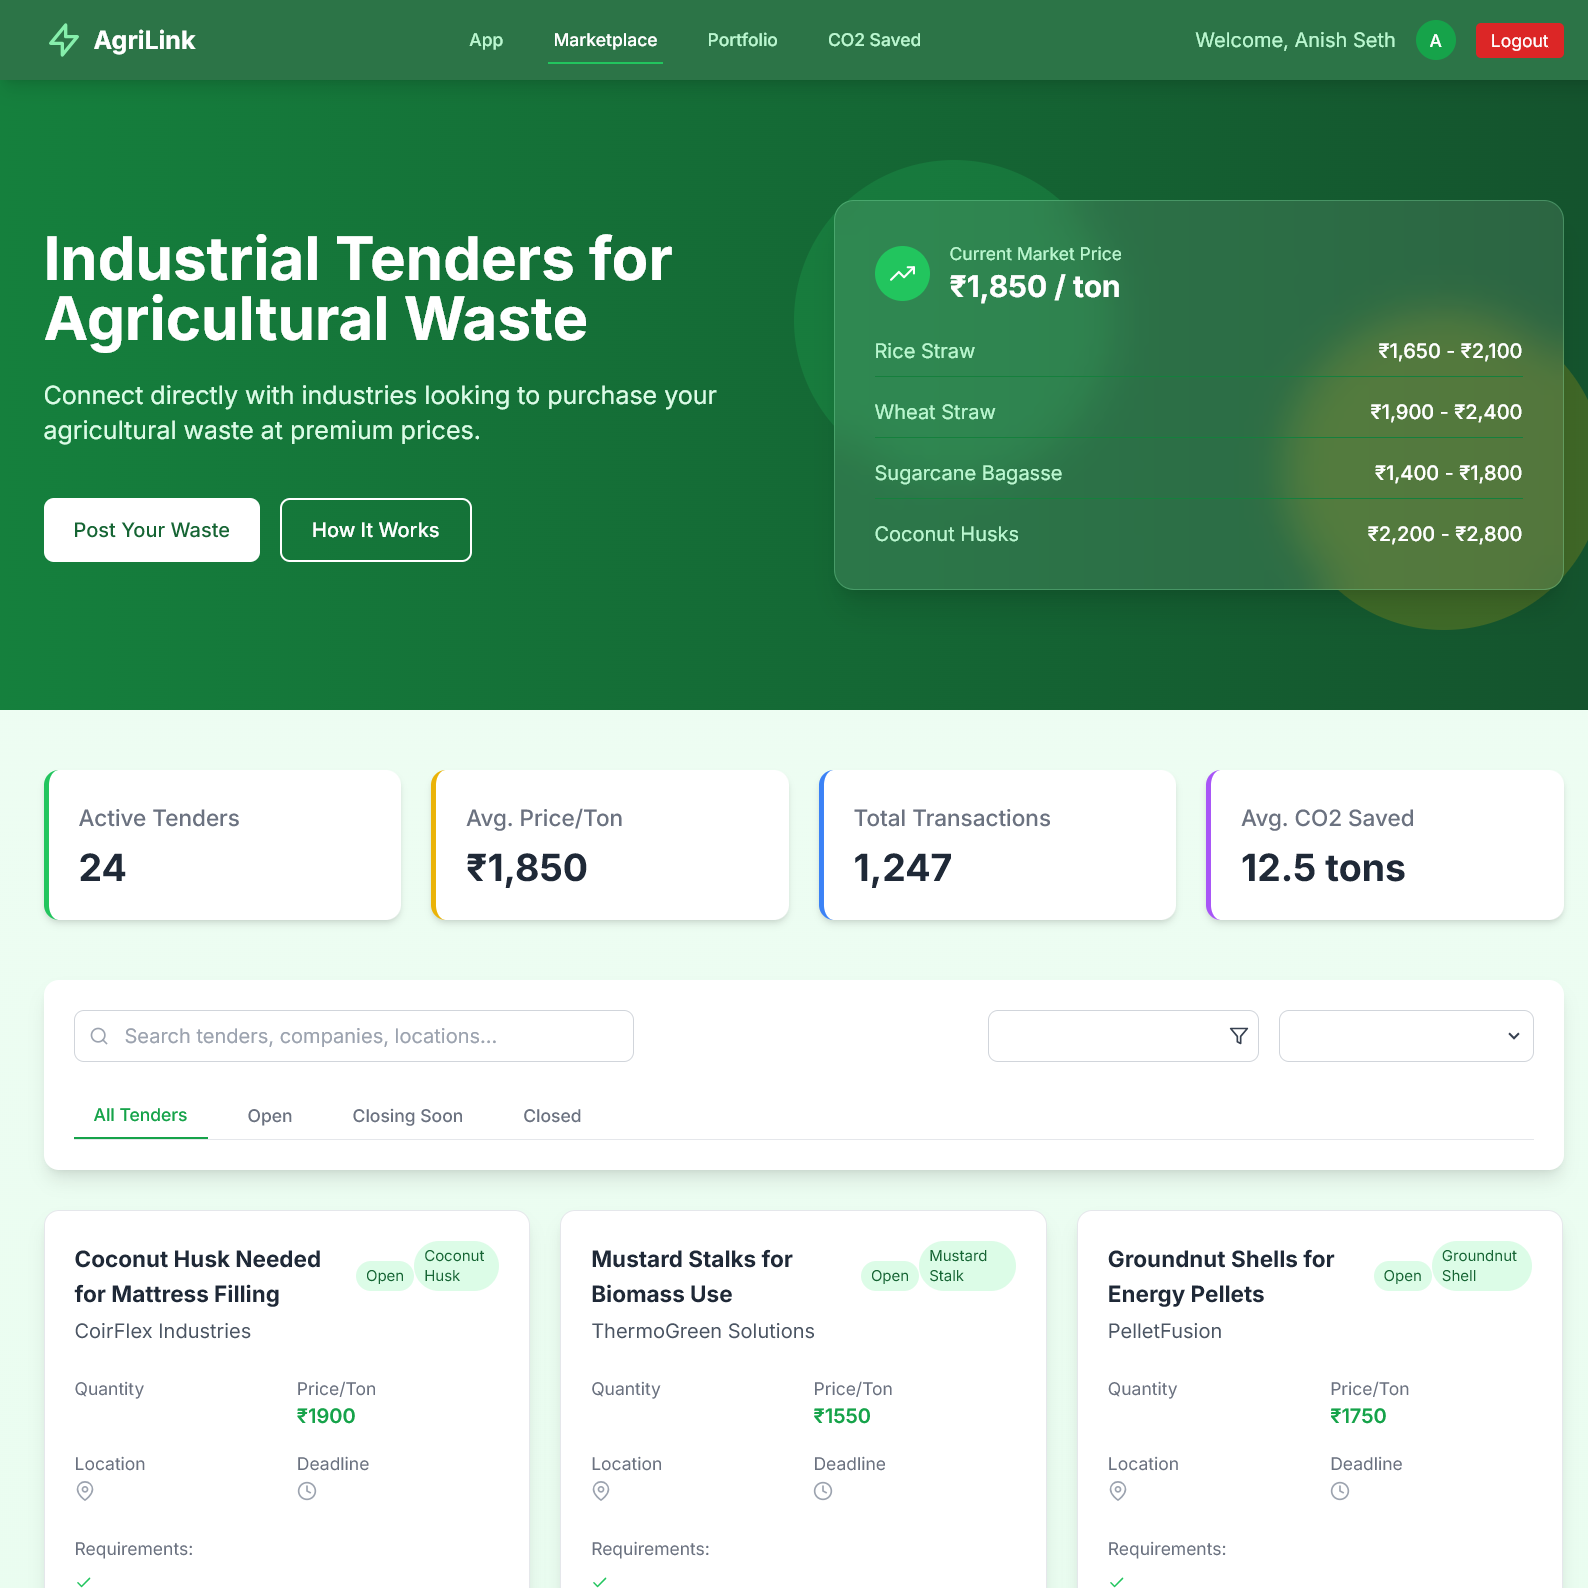 AgriLink
App
Marketplace
Portfolio
CO2 Saved
Welcome, Anish Seth
A
Logout
Industrial Tenders for
Agricultural Waste
Connect directly with industries looking to purchase your
agricultural waste at premium prices.
Post Your Waste
How It Works
Current Market Price
₹1,850 / ton
Rice Straw
₹1,650 - ₹2,100
Wheat Straw
₹1,900 - ₹2,400
Sugarcane Bagasse
₹1,400 - ₹1,800
Coconut Husks
₹2,200 - ₹2,800
Active Tenders
24
Avg. Price/Ton
₹1,850
Total Transactions
1,247
Avg. CO2 Saved
12.5 tons
Search tenders, companies, locations...
All Tenders
Open
Closing Soon
Closed
Coconut Husk Needed
for Mattress Filling
Open
Coconut
Husk
CoirFlex Industries
Quantity
Price/Ton
₹1900
Location
Deadline
Requirements:
Mustard Stalks for
Biomass Use
Open
Mustard
Stalk
ThermoGreen Solutions
Quantity
Price/Ton
₹1550
Location
Deadline
Requirements:
Groundnut Shells for
Energy Pellets
Open
Groundnut
Shell
PelletFusion
Quantity
Price/Ton
₹1750
Location
Deadline
Requirements: